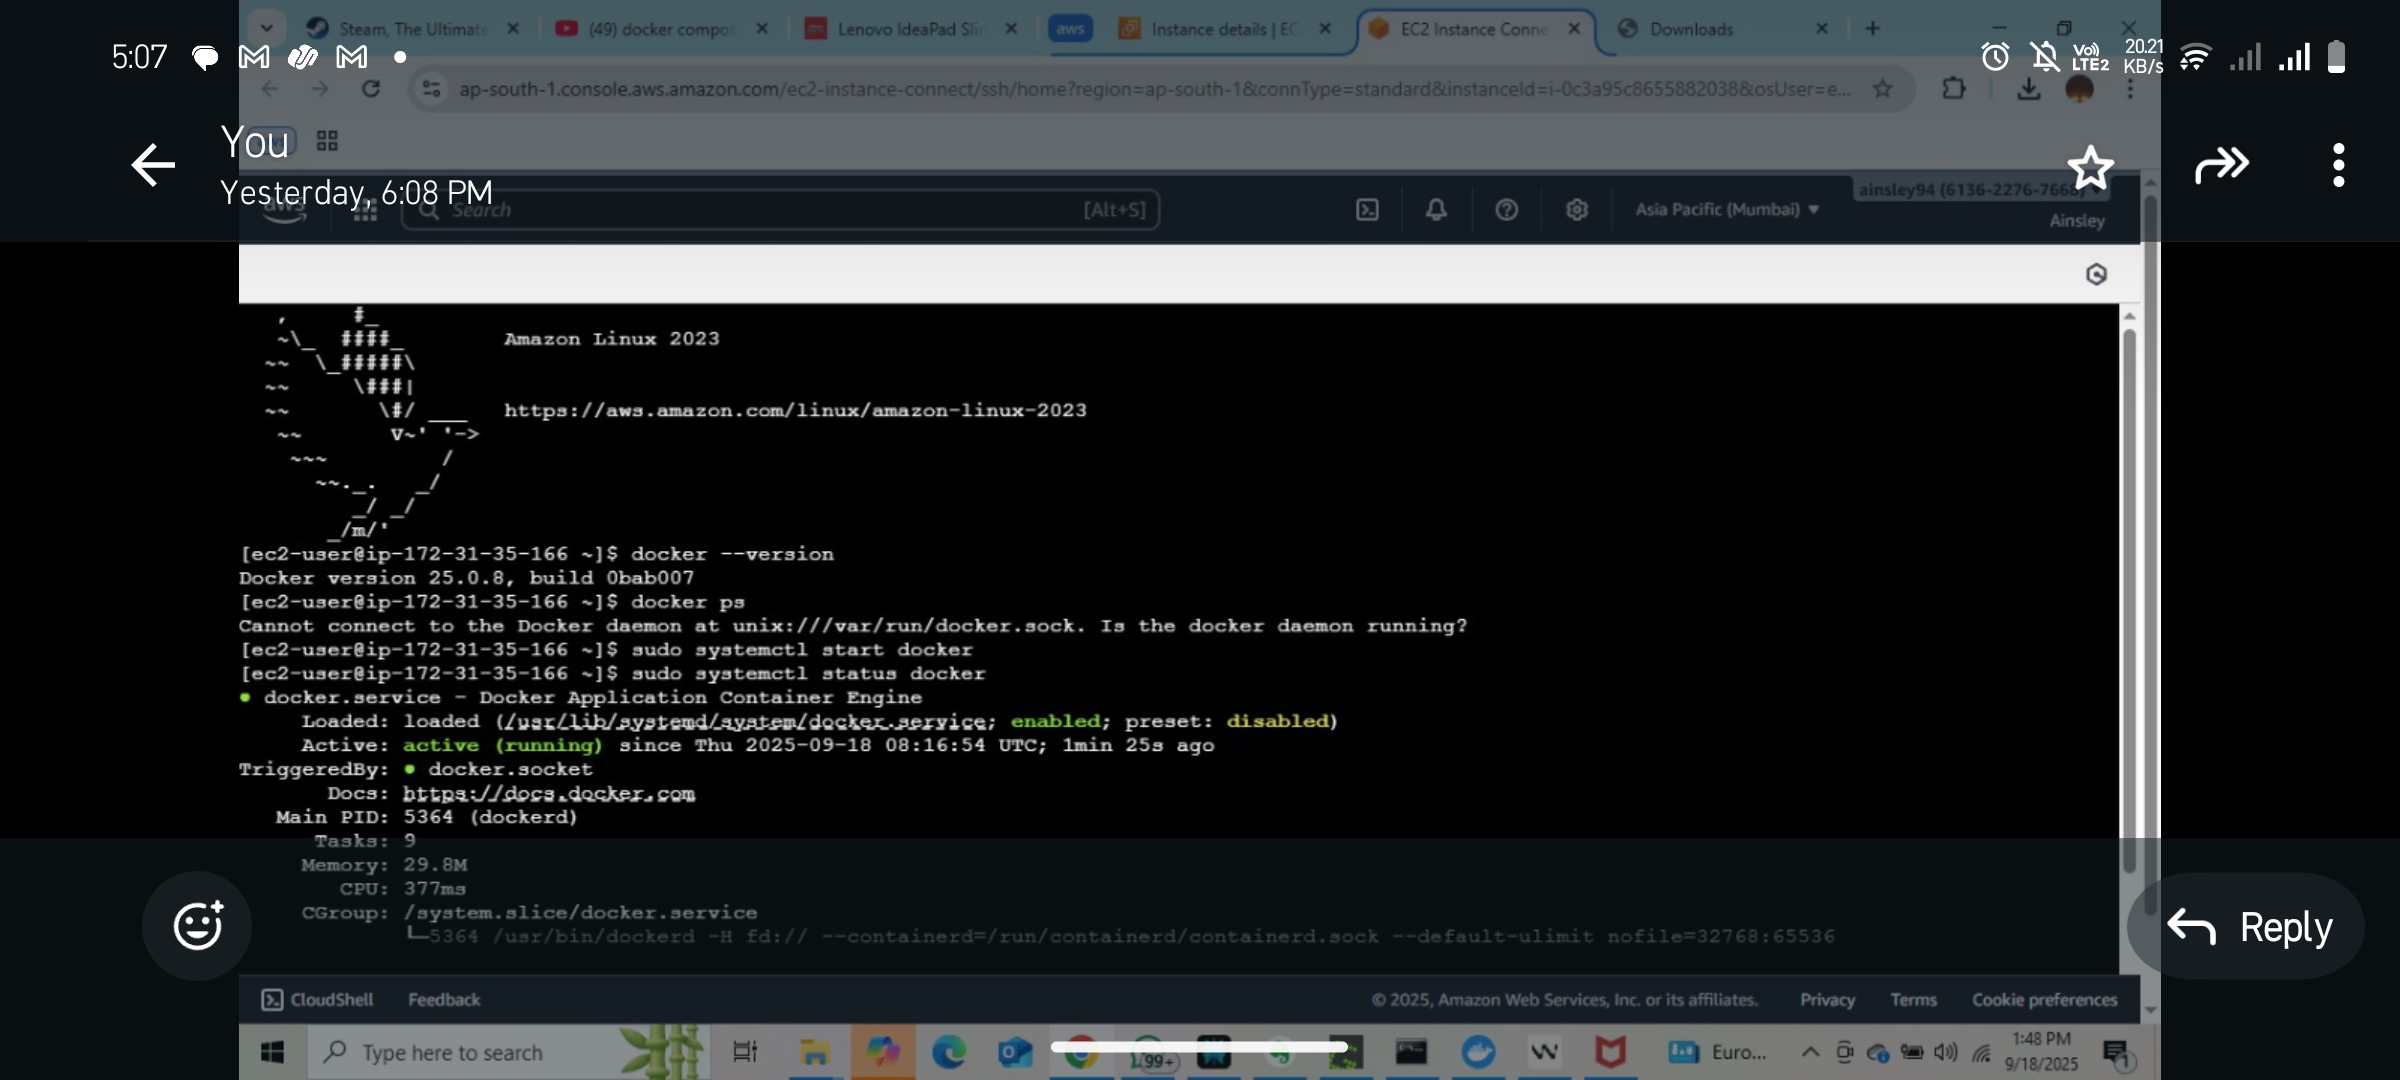 Steam, The Ultimate
(49) docker compos
Lenovo IdeaPad Slim
aws
Instance details | EC
EC2 Instance Conne
Downloads
5:07
Vo))
LTE2
20.21
KB/s
ap-south-1.console.aws.amazon.com/ec2-instance-connect/ssh/home?region=ap-south-1&connType=standard&instanceId=i-0c3a95c8655882038&osUser=e...
You
Yesterday, 6:08 PM
aws
Search
[Alt+S]
Asia Pacific (Mumbai)
ainsley94 (6136-2276-7668)
Ainsley
   ,     #_
   ~\_  ####_        Amazon Linux 2023
  ~~  \_#####\
  ~~     \###|
  ~~       \#/ ___   https://aws.amazon.com/linux/amazon-linux-2023
   ~~       V~' '->
    ~~~         /
      ~~._.   _/
         _/ _/
       _/m/'
[ec2-user@ip-172-31-35-166 ~]$ docker --version
Docker version 25.0.8, build 0bab007
[ec2-user@ip-172-31-35-166 ~]$ docker ps
Cannot connect to the Docker daemon at unix:///var/run/docker.sock. Is the docker daemon running?
[ec2-user@ip-172-31-35-166 ~]$ sudo systemctl start docker
[ec2-user@ip-172-31-35-166 ~]$ sudo systemctl status docker
● docker.service - Docker Application Container Engine
Loaded: loaded (/usr/lib/systemd/system/docker.service; enabled; preset: disabled)
Active: active (running) since Thu 2025-09-18 08:16:54 UTC; 1min 25s ago
TriggeredBy: ● docker.socket
Docs: https://docs.docker.com
Main PID: 5364 (dockerd)
Tasks: 9
Memory: 29.8M
CPU: 377ms
CGroup: /system.slice/docker.service
└─5364 /usr/bin/dockerd -H fd:// --containerd=/run/containerd/containerd.sock --default-ulimit nofile=32768:65536
Reply
CloudShell
Feedback
© 2025, Amazon Web Services, Inc. or its affiliates.
Privacy
Terms
Cookie preferences
Type here to search
99+
Euro...
1:48 PM
9/18/2025
1